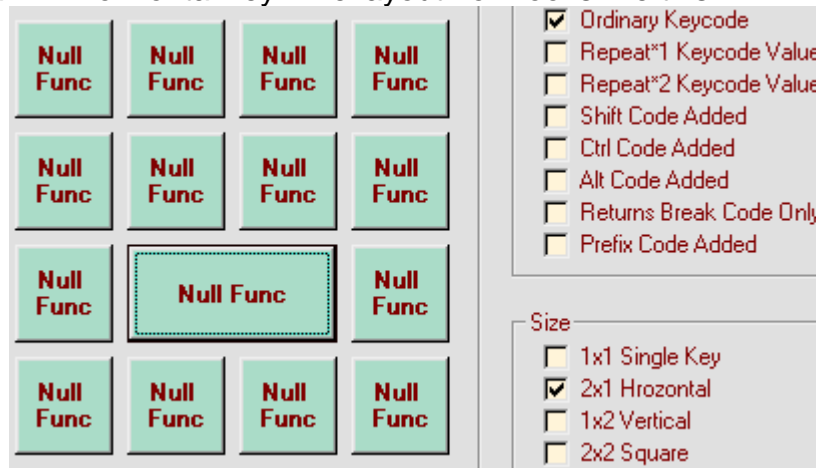 Null Func Null Func Null Func Null Func
Null Func Null Func Null Func Null Func
Null Func Null Func Null Func
Null Func Null Func Null Func Null Func
Ordinary Keycode
Repeat*1 Keycode Value
Repeat*2 Keycode Value
Shift Code Added
Ctrl Code Added
Alt Code Added
Returns Break Code Only
Prefix Code Added
Size
1x1 Single Key
2x1 Hrozontal
1x2 Vertical
2x2 Square